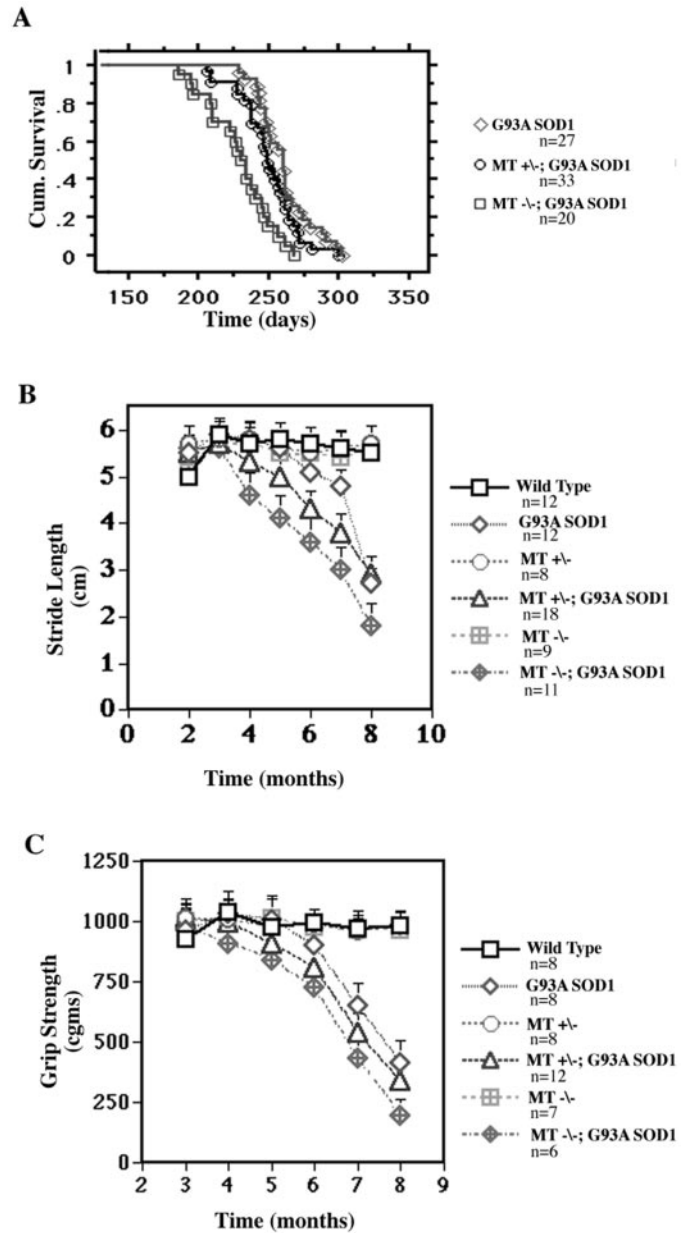 A
Cum. Survival
1
.8
.6
.4
.2
0
150 200 250 300 350
Time (days)
G93A SOD1
n=27
MT +\-; G93A SOD1
n=33
MT -\-; G93A SOD1
n=20
B
Stride Length
(cm)
6
5
4
3
2
1
0
0 2 4 6 8 10
Time (months)
Wild Type
n=12
G93A SOD1
n=12
MT +\-
n=8
MT +\-; G93A SOD1
n=18
MT -\-
n=9
MT -\-; G93A SOD1
n=11
C
Grip Strength
(cgms)
1250
1000
750
500
250
0
2 3 4 5 6 7 8 9
Time (months)
Wild Type
n=8
G93A SOD1
n=8
MT +\-
n=8
MT +\-; G93A SOD1
n=12
MT -\-
n=7
MT -\-; G93A SOD1
n=6